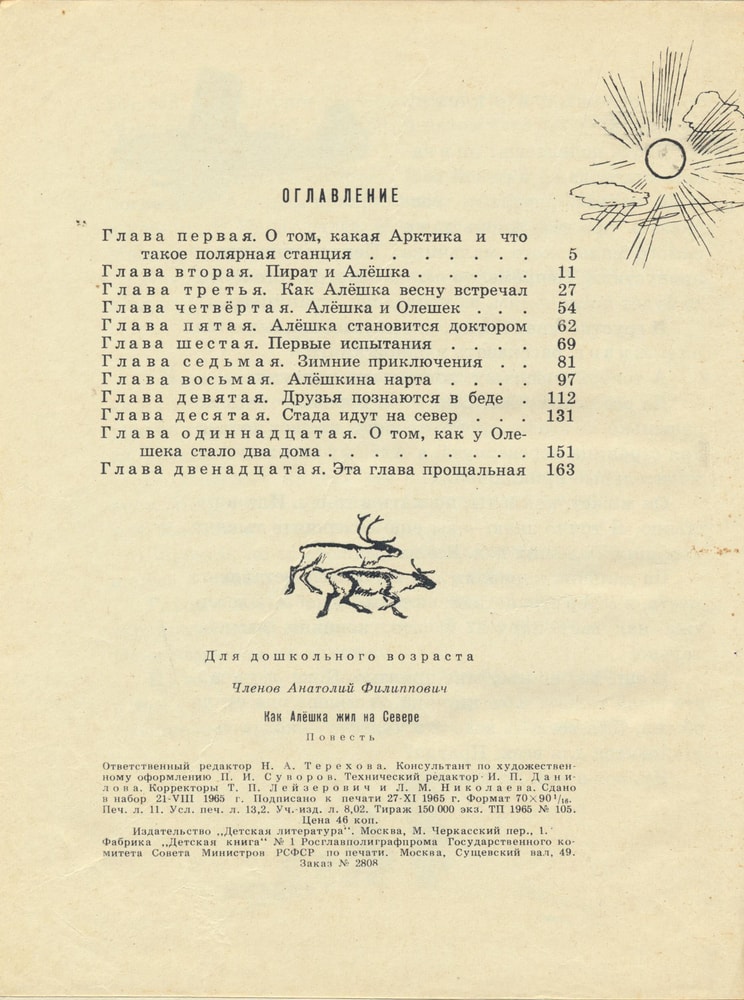 ОГЛАВЛЕНИЕ
Глава первая. О том, какая Арктика и что
такое полярная станция . . . . . . . 5
Глава вторая. Пират и Алёшка . . . . . 11
Глава третья. Как Алёшка весну встречал 27
Глава четвёртая. Алёшка и Олешек . . . 54
Глава пятая. Алёшка становится доктором 62
Глава шестая. Первые испытания . . . . 69
Глава седьмая. Зимние приключения . . 81
Глава восьмая. Алёшкина нарта . . . . 97
Глава девятая. Друзья познаются в беде . 112
Глава десятая. Стада идут на север . . . 131
Глава одиннадцатая. О том, как у Оле-
шека стало два дома . . . . . . . . . 151
Глава двенадцатая. Эта глава прощальная 163
Для дошкольного возраста
Членов Анатолий Филиппович
Как Алёшка жил на Севере
Повесть
Ответственный редактор Н. А. Терехова. Консультант по художествен-
ному оформлению П. И. Суворов. Технический редактор И. П. Дани-
лова. Корректоры Т. П. Лейзерович и Л. М. Николаева. Сдано
в набор 21-VIII 1965 г. Подписано к печати 27-XI 1965 г. Формат 70×90 1/16.
Печ. л. 11. Усл. печ. л. 13,2. Уч.-изд. л. 8,02. Тираж 150 000 экз. ТП 1965 № 105.
Цена 46 коп.
Издательство „Детская литература". Москва, М. Черкасский пер., 1.
Фабрика „Детская книга" № 1 Росглавполиграфпрома Государственного ко-
митета Совета Министров РСФСР по печати. Москва, Сущевский вал, 49.
Заказ № 2808